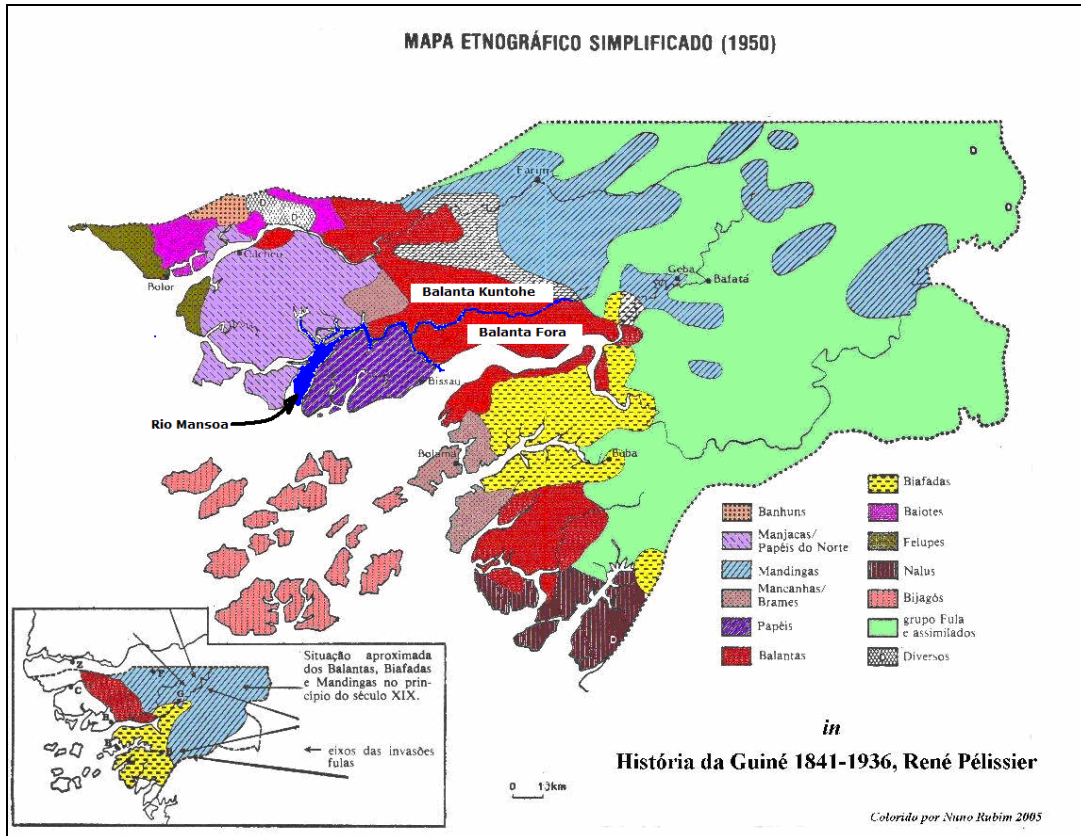 MAPA ETNOGRÁFICO SIMPLIFICADO (1950)
Farim
D
D
D
D
Cacheu
Bolor
Geba
Bafatá
Balanta Kuntohe
Balanta Fora
Bissau
Rio Mansoa
Bolama
Buba
D
D
Banhuns
Manjacas/
Papéis do Norte
Mandingas
Mancanhas/
Brames
Papéis
Balantas
Biafadas
Baiotes
Felupes
Nalus
Bijagós
grupo Fula
e assimilados
Diversos
Situação aproximada
dos Balantas, Biafadas
e Mandingas no prin-
cípio do século XIX.
eixos das invasões
fulas
Z
F
C
G
B
B
B
0 10km
in
História da Guiné 1841-1936, René Pélissier
Colorido por Nuno Rubim 2005